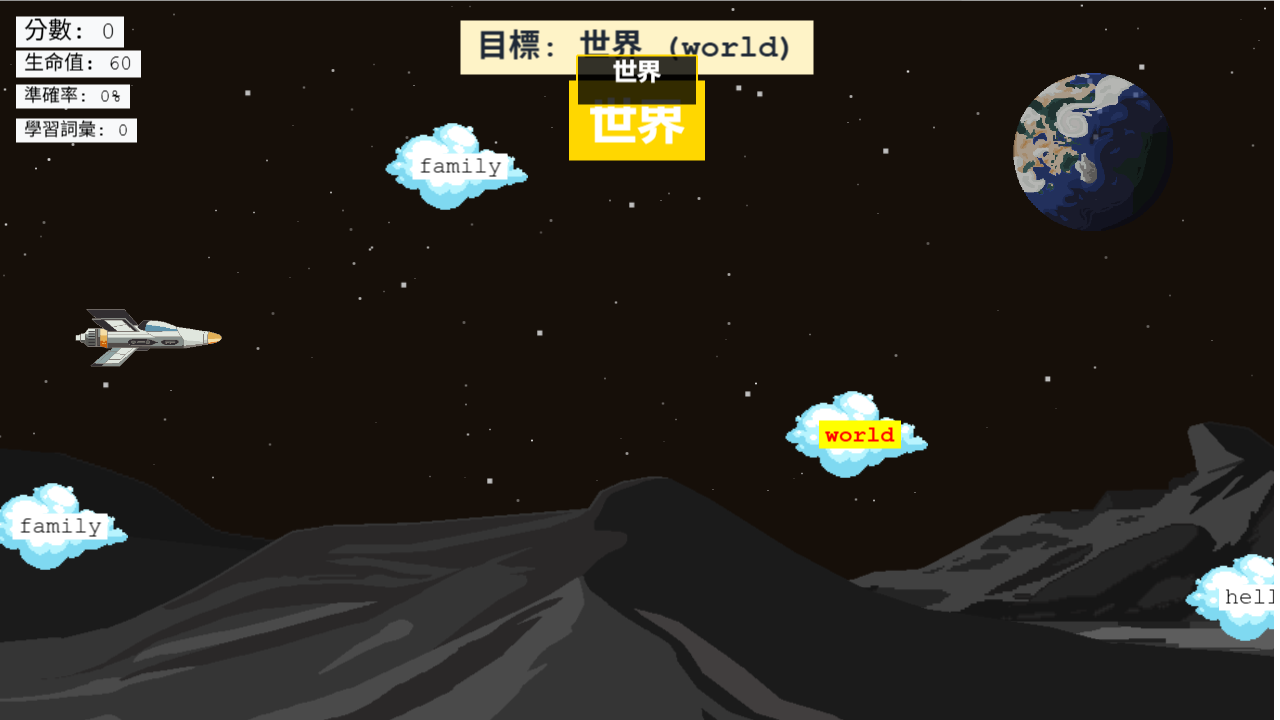 分數: 0
生命值: 60
準確率: 0%
學習詞彙: 0
目標: 世界 (world)
世界
世界
family
world
family
hell